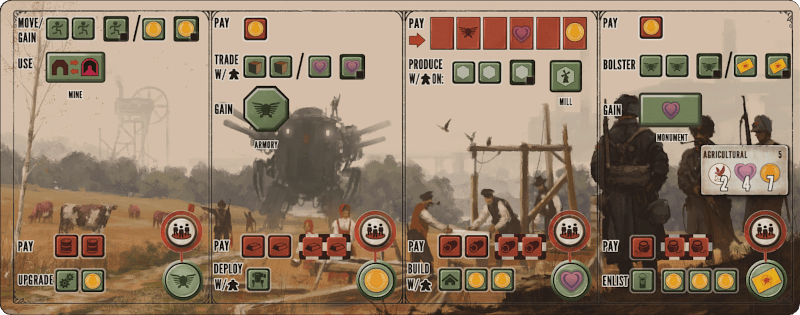 MOVE/
GAIN
USE
MINE
PAY
UPGRADE
PAY
TRADE
W/
GAIN
ARMORY
PAY
DEPLOY
W/
PAY
PRODUCE
W/ ON:
MILL
PAY
BUILD
W/
PAY
BOLSTER
GAIN
MONUMENT
AGRICULTURAL 5
2 4 7
PAY
ENLIST